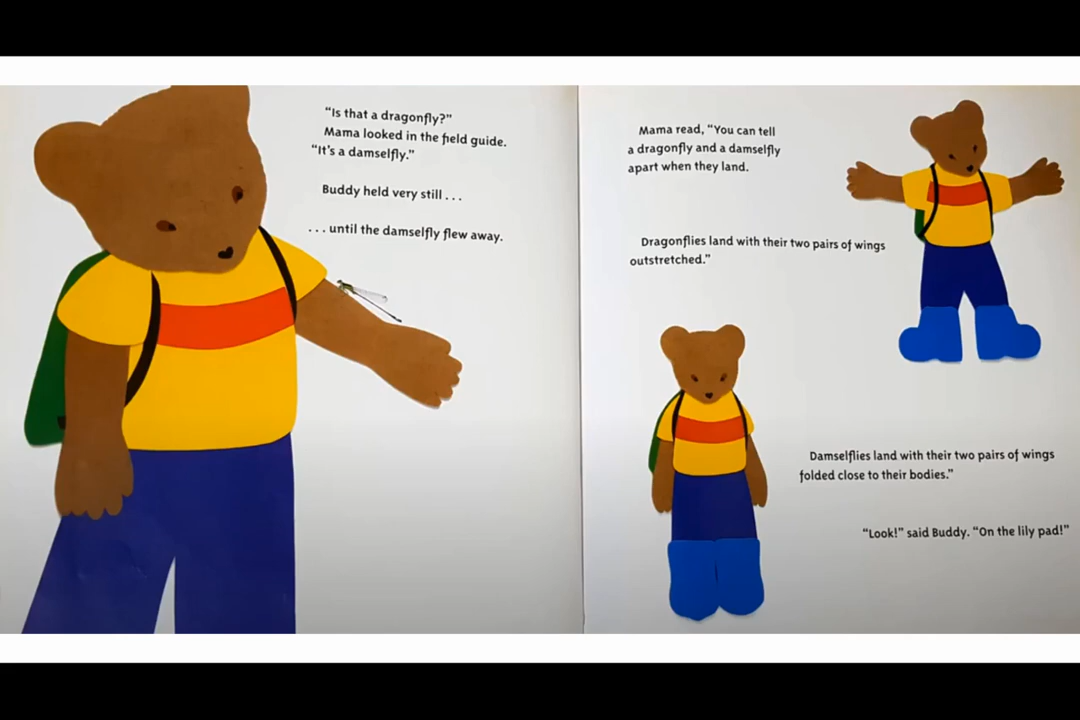 “Is that a dragonfly?”
Mama looked in the field guide.
“It’s a damselfly.”
Buddy held very still . . .
. . . until the damselfly flew away.
Mama read, “You can tell
a dragonfly and a damselfly
apart when they land.
Dragonflies land with their two pairs of wings
outstretched.”
Damselflies land with their two pairs of wings
folded close to their bodies.”
“Look!” said Buddy. “On the lily pad!”